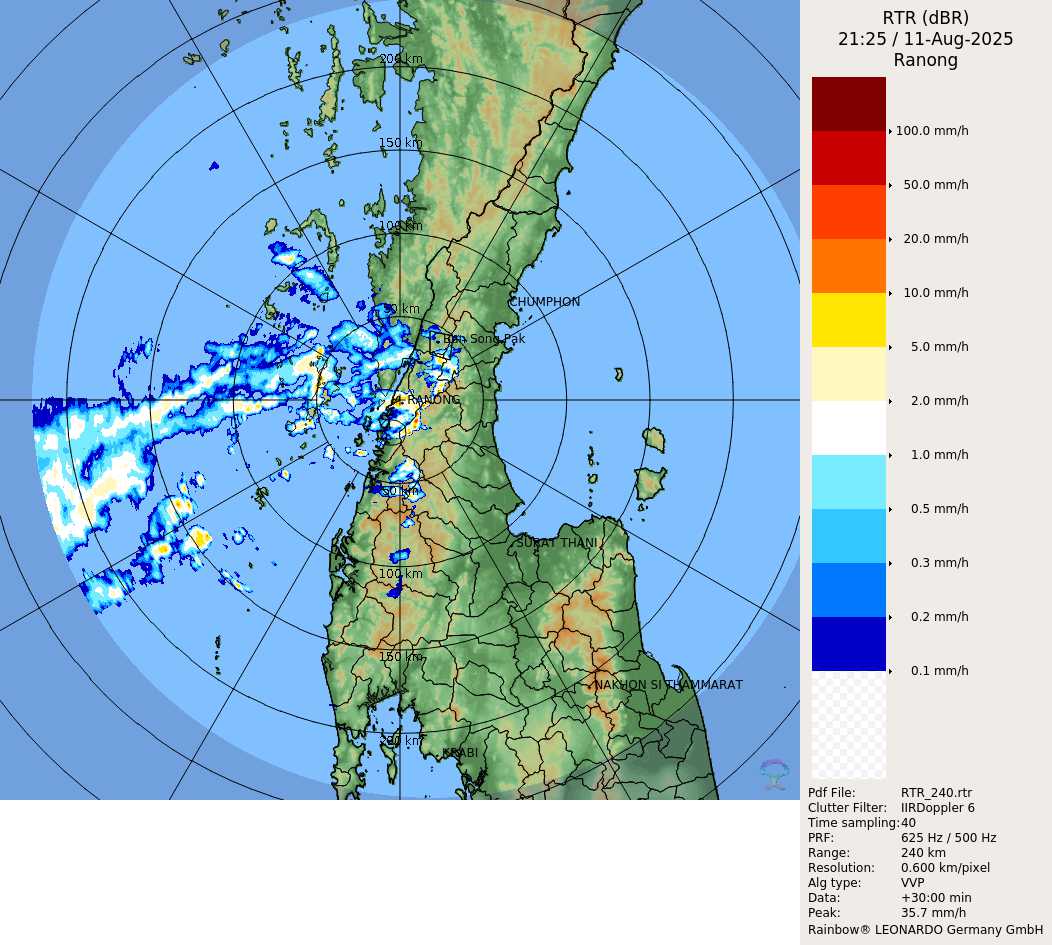 RTR (dBR)
21:25 / 11-Aug-2025
Ranong
100.0 mm/h
50.0 mm/h
20.0 mm/h
10.0 mm/h
5.0 mm/h
2.0 mm/h
1.0 mm/h
0.5 mm/h
0.3 mm/h
0.2 mm/h
0.1 mm/h
Pdf File: RTR_240.rtr
Clutter Filter: IIRDoppler 6
Time sampling: 40
PRF: 625 Hz / 500 Hz
Range: 240 km
Resolution: 0.600 km/pixel
Alg type: VVP
Data: +30:00 min
Peak: 35.7 mm/h
Rainbow® LEONARDO Germany GmbH
200 km
150 km
100 km
CHUMPHON
50 km
Ban Song Pak
RANONG
50 km
SURAT THANI
100 km
150 km
NAKHON SI THAMMARAT
200 km
KRABI